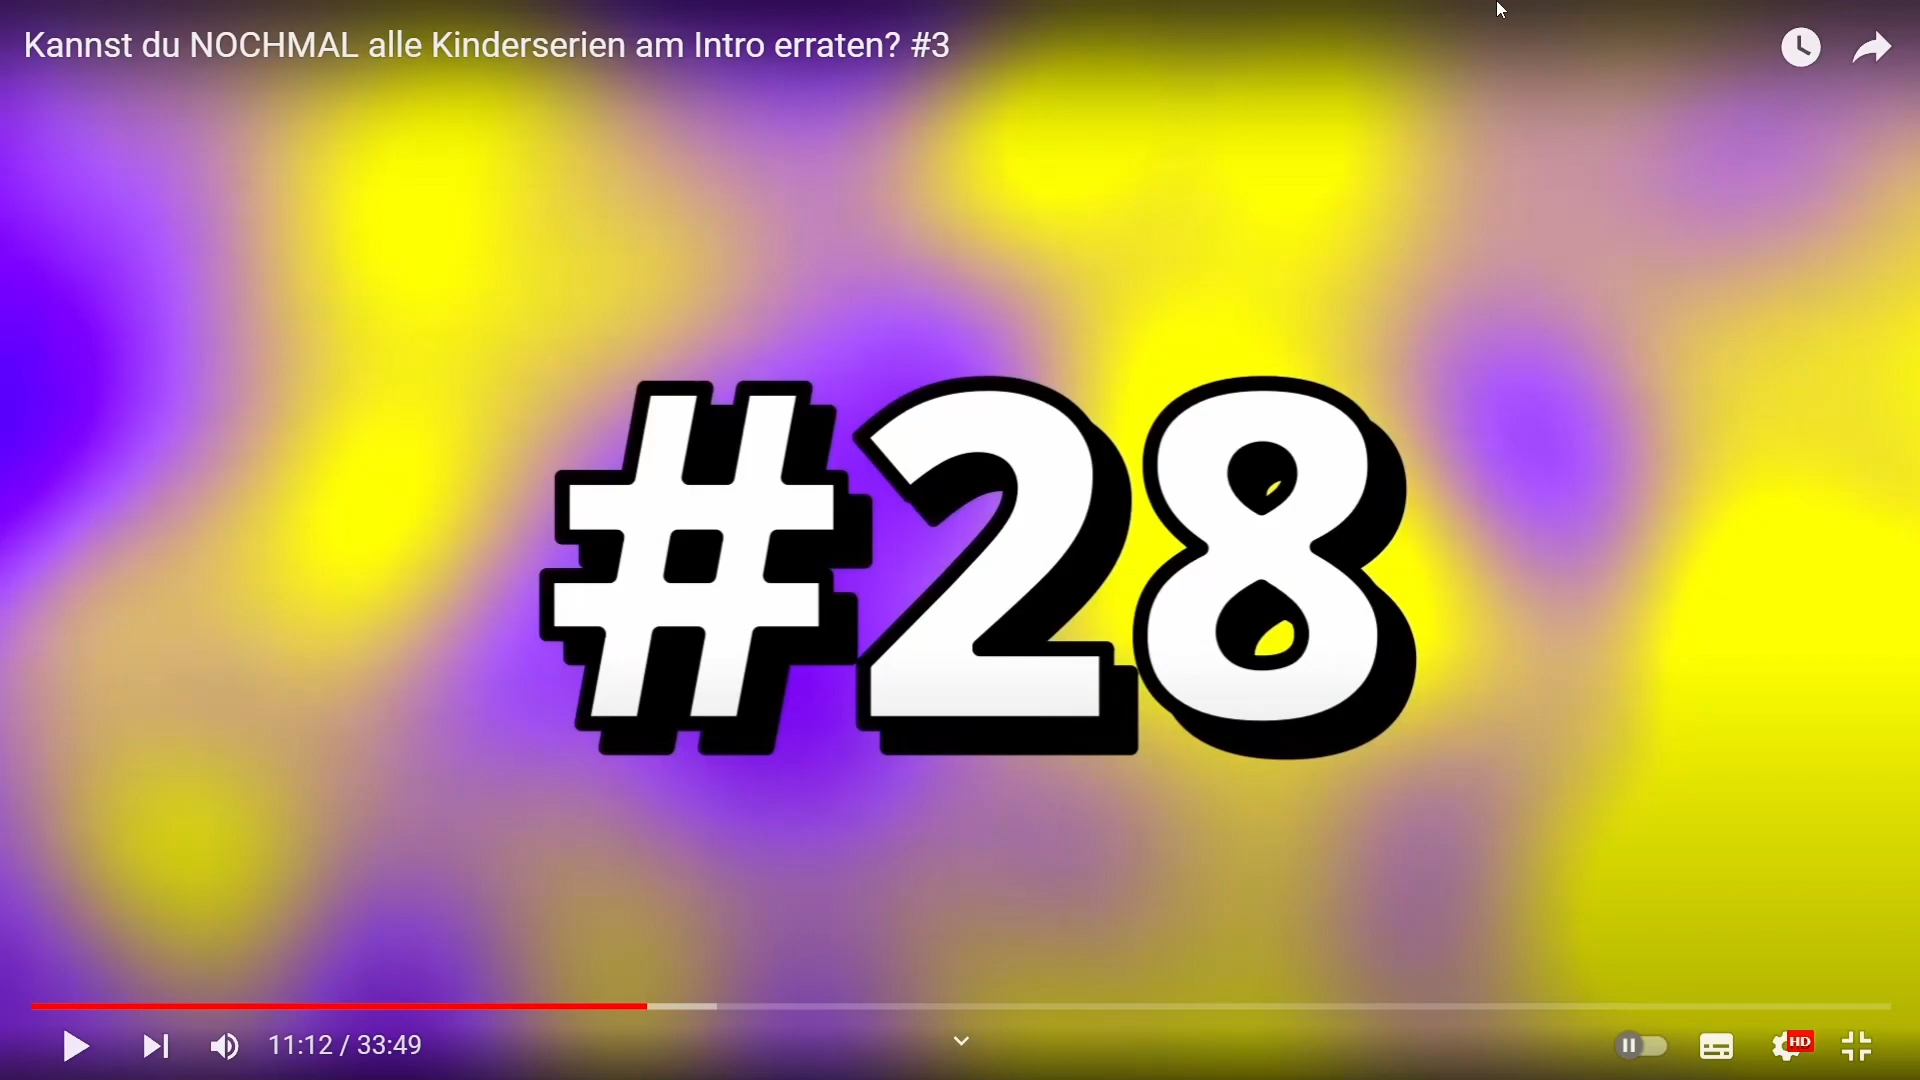 Kannst du NOCHMAL alle Kinderserien am Intro erraten? #3
#28
11:12 / 33:49
HD